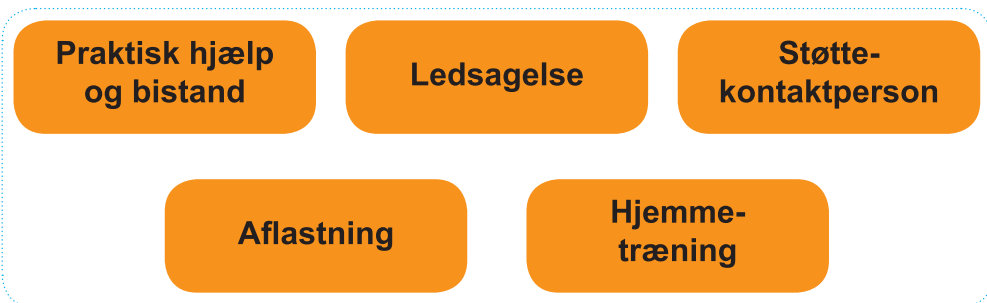 Praktisk hjælp
og bistand
Ledsagelse
Støtte-
kontaktperson
Aflastning
Hjemme-
træning